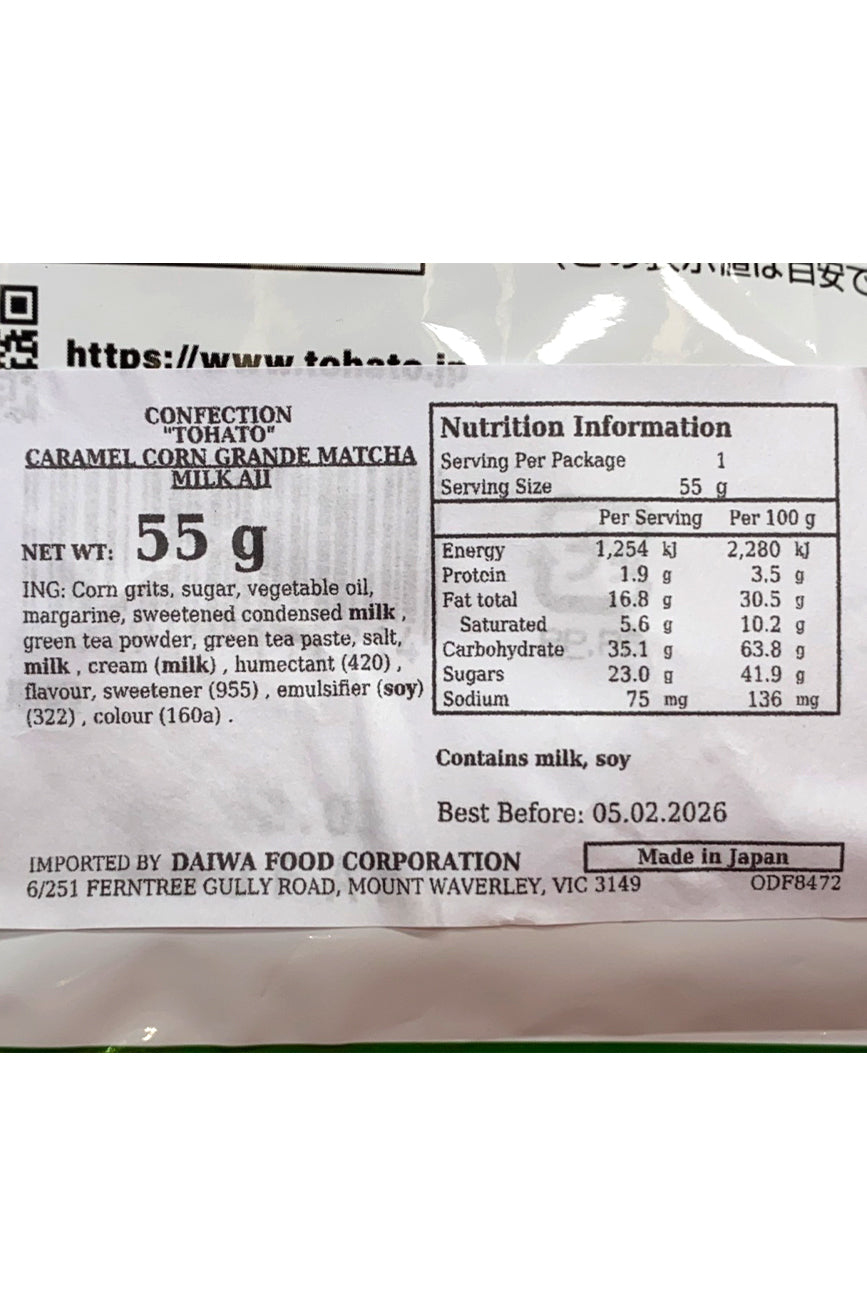 は目安で
https://www.tohato.jp
CONFECTION
"TOHATO"
CARAMEL CORN GRANDE MATCHA
MILK AJI
NET WT: 55 g
ING: Corn grits, sugar, vegetable oil,
margarine, sweetened condensed milk ,
green tea powder, green tea paste, salt,
milk , cream (milk) , humectant (420) ,
flavour, sweetener (955) , emulsifier (soy)
(322) , colour (160a) .
Nutrition Information
Serving Per Package 1
Serving Size 55 g
Per Serving Per 100 g
Energy 1,254 kJ 2,280 kJ
Protein 1.9 g 3.5 g
Fat total 16.8 g 30.5 g
Saturated 5.6 g 10.2 g
Carbohydrate 35.1 g 63.8 g
Sugars 23.0 g 41.9 g
Sodium 75 mg 136 mg
Contains milk, soy
Best Before: 05.02.2026
IMPORTED BY DAIWA FOOD CORPORATION
Made in Japan
6/251 FERNTREE GULLY ROAD, MOUNT WAVERLEY, VIC 3149
ODF8472